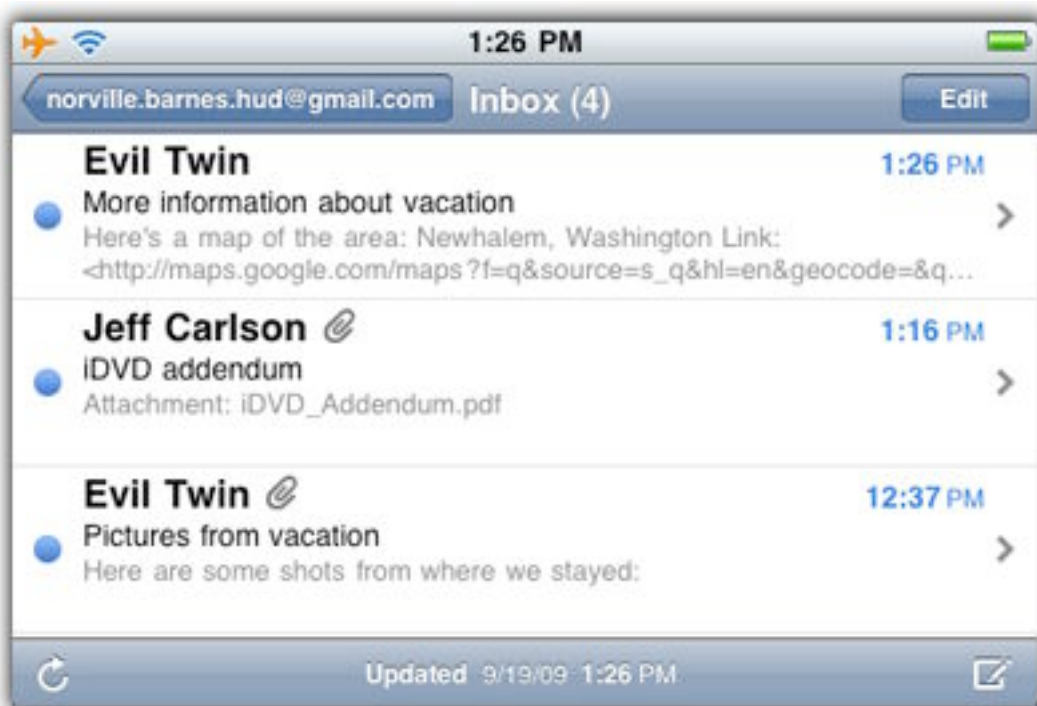 1:26 PM
norville.barnes.hud@gmail.com Inbox (4) Edit
Evil Twin 1:26 PM
More information about vacation
Here's a map of the area: Newhalem, Washington Link:
<http://maps.google.com/maps?f=q&source=s_q&hl=en&geocode=&q...
Jeff Carlson 1:16 PM
iDVD addendum
Attachment: iDVD_Addendum.pdf
Evil Twin 12:37 PM
Pictures from vacation
Here are some shots from where we stayed:
Updated 9/19/09 1:26 PM